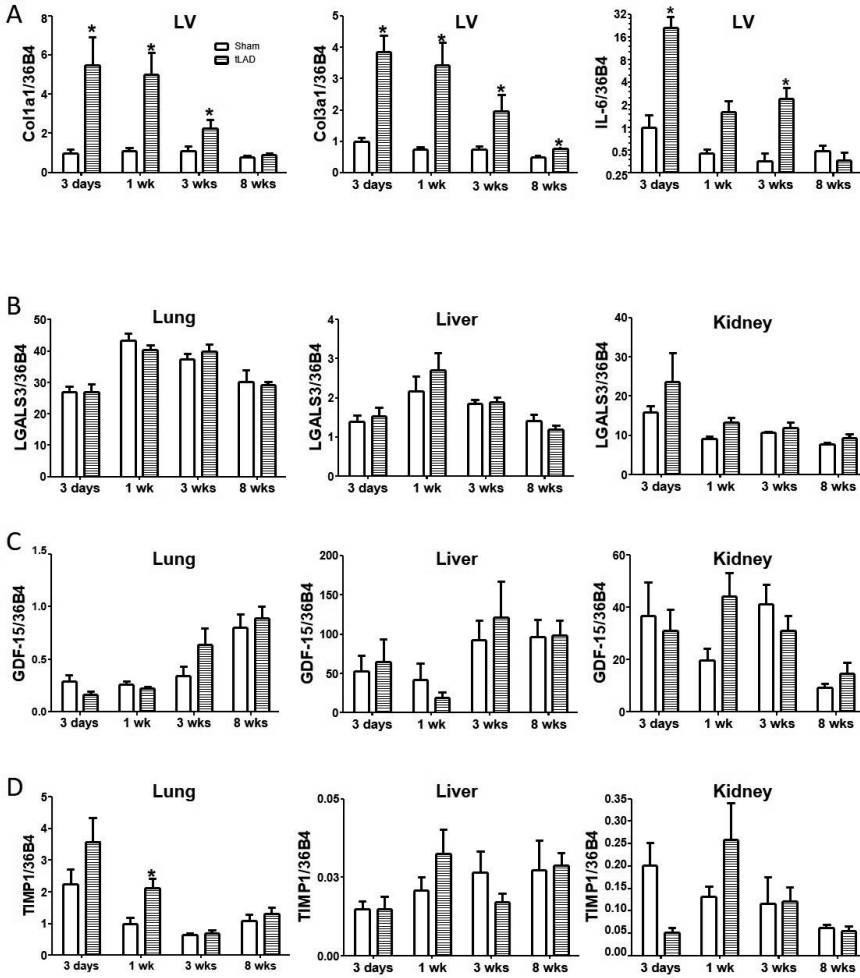 A
LV
Col1a1/36B4
8
6
4
2
0
3 days 1 wk 3 wks 8 wks
* * *
Sham
tLAD
LV
Col3a1/36B4
5
4
3
2
1
0
3 days 1 wk 3 wks 8 wks
* * * *
LV
IL-6/36B4
32
16
8
4
2
1
0.5
0.25
3 days 1 wk 3 wks 8 wks
* *
B
Lung
LGALS3/36B4
50
40
30
20
10
0
3 days 1 wk 3 wks 8 wks
Liver
LGALS3/36B4
4
3
2
1
0
3 days 1 wk 3 wks 8 wks
Kidney
LGALS3/36B4
40
30
20
10
0
3 days 1 wk 3 wks 8 wks
C
Lung
GDF-15/36B4
1.5
1.0
0.5
0.0
3 days 1 wk 3 wks 8 wks
Liver
GDF-15/36B4
200
150
100
50
0
3 days 1 wk 3 wks 8 wks
Kidney
GDF-15/36B4
60
40
20
0
3 days 1 wk 3 wks 8 wks
D
Lung
TIMP1/36B4
5
4
3
2
1
0
3 days 1 wk 3 wks 8 wks
*
Liver
TIMP1/36B4
0.05
0.03
0.00
3 days 1 wk 3 wks 8 wks
Kidney
TIMP1/36B4
0.35
0.30
0.25
0.20
0.15
0.10
0.05
0.00
3 days 1 wk 3 wks 8 wks